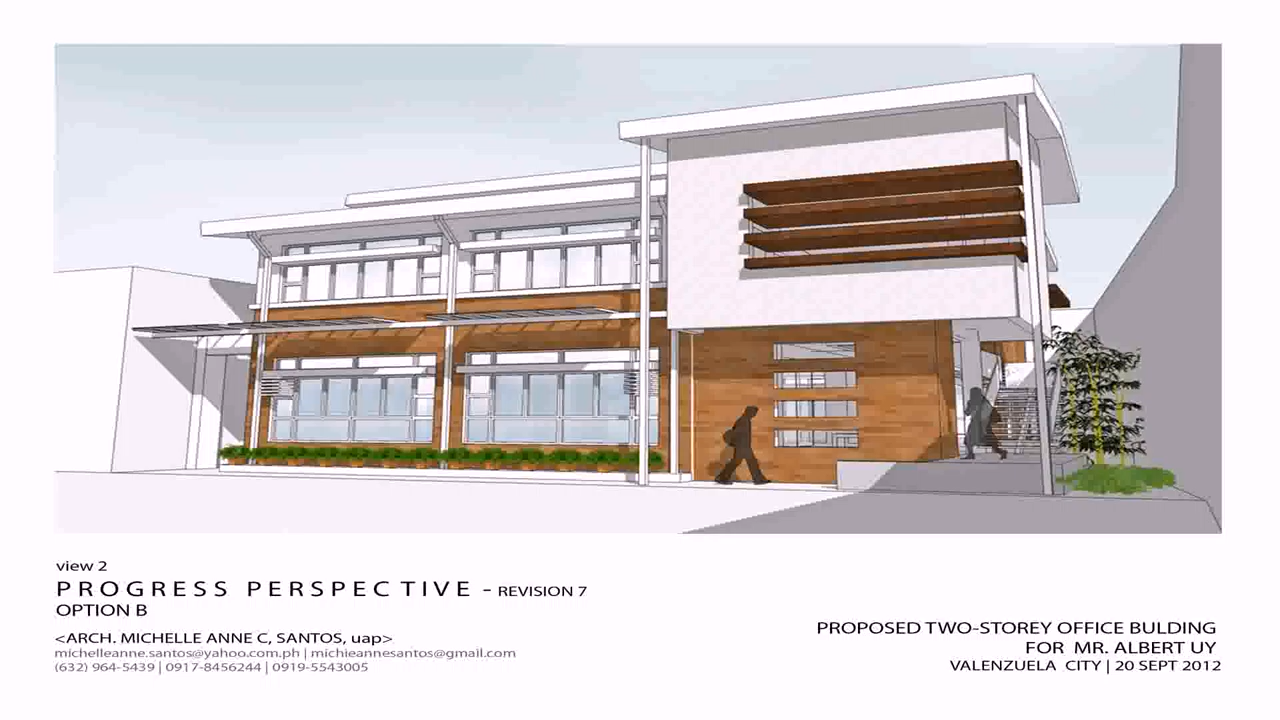 view 2
PROGRESS PERSPECTIVE - REVISION 7
OPTION B
<ARCH. MICHELLE ANNE C, SANTOS, uap>
michelleanne.santos@yahoo.com.ph | michieannesantos@gmail.com
(632) 964-5439 | 0917-8456244 | 0919-5543005
PROPOSED TWO-STOREY OFFICE BULDING
FOR MR. ALBERT UY
VALENZUELA CITY | 20 SEPT 2012